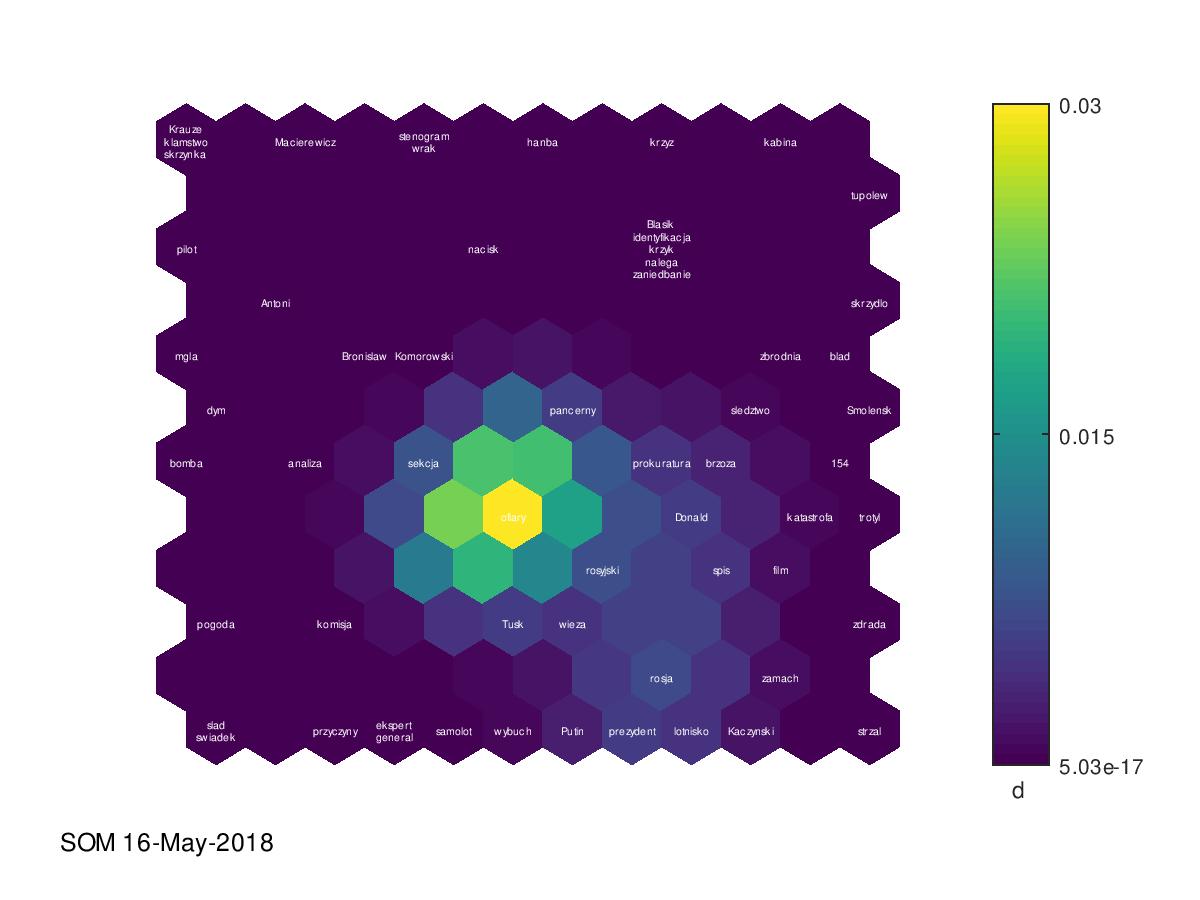 0.03
Krauze
klamstwo
skrzynka
Macierewicz
stenogram
wrak
hanba
krzyz
kabina
tupolew
pilot
nacisk
Blasik
identyfikacja
krzyk
nalega
zaniedbanie
Antoni
skrzydlo
mgla
Bronislaw
Komorowski
zbrodnia
blad
dym
pancerny
sledztwo
Smolensk
0.015
bomba
analiza
sekcja
prokuratura
brzoza
154
ofiary
Donald
katastrofa
trotyl
rosyjski
spis
film
pogoda
komisja
Tusk
wieza
zdrada
rosja
zamach
slad
swiadek
przyczyny
ekspert
general
samolot
wybuch
Putin
prezydent
lotnisko
Kaczynski
strzal
5.03e-17
d
SOM 16-May-2018